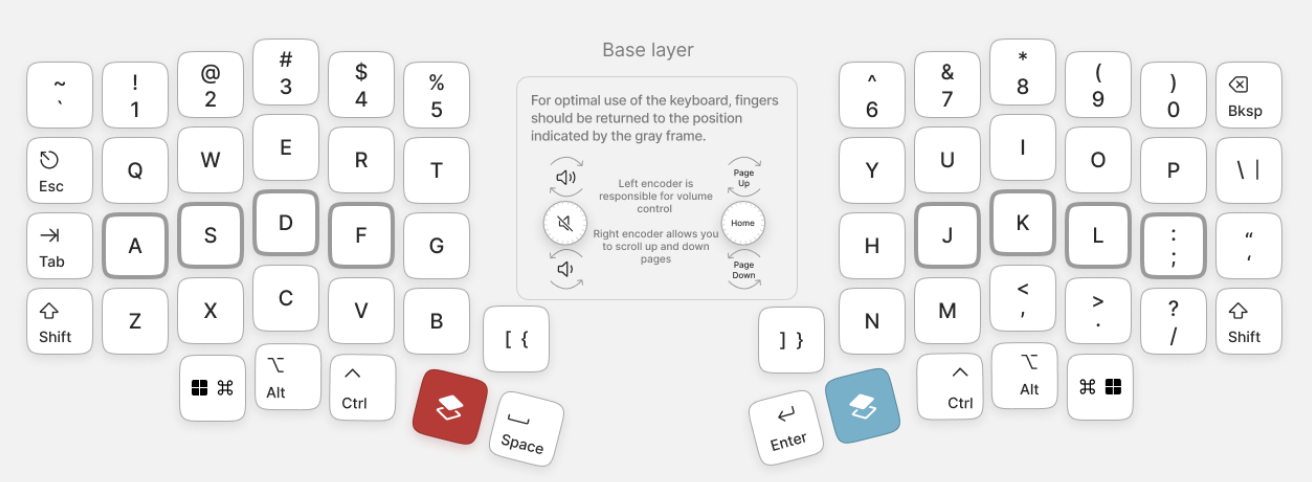 Base layer
~
`
!
1
@
2
#
3
$
4
%
5
^
6
&
7
*
8
(
9
)
0
Bksp
Esc
Q
W
E
R
T
Y
U
I
O
P
\ |
Tab
A
S
D
F
G
H
J
K
L
:
;
“
‘
Shift
Z
X
C
V
B
[ {
] }
N
M
<
,
>
.
?
/
Shift
⌘
Alt
Ctrl
Space
Enter
Ctrl
Alt
⌘
For optimal use of the keyboard, fingers
should be returned to the position
indicated by the gray frame.
Left encoder is
responsible for volume
control
Right encoder allows you
to scroll up and down
pages
Page
Up
Home
Page
Down